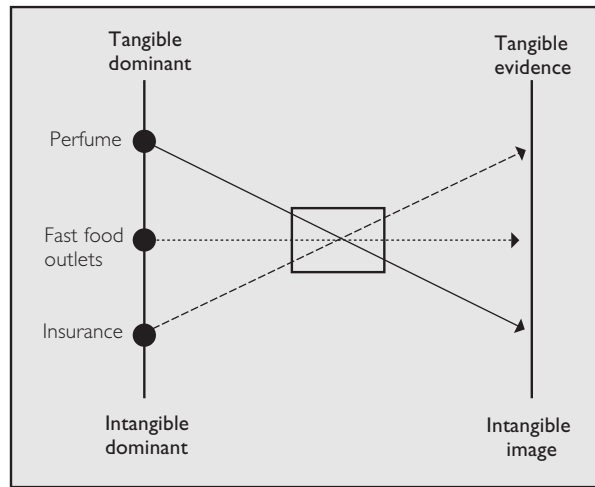 Tangible
dominant
Tangible
evidence
Perfume
Fast food
outlets
Insurance
Intangible
dominant
Intangible
image